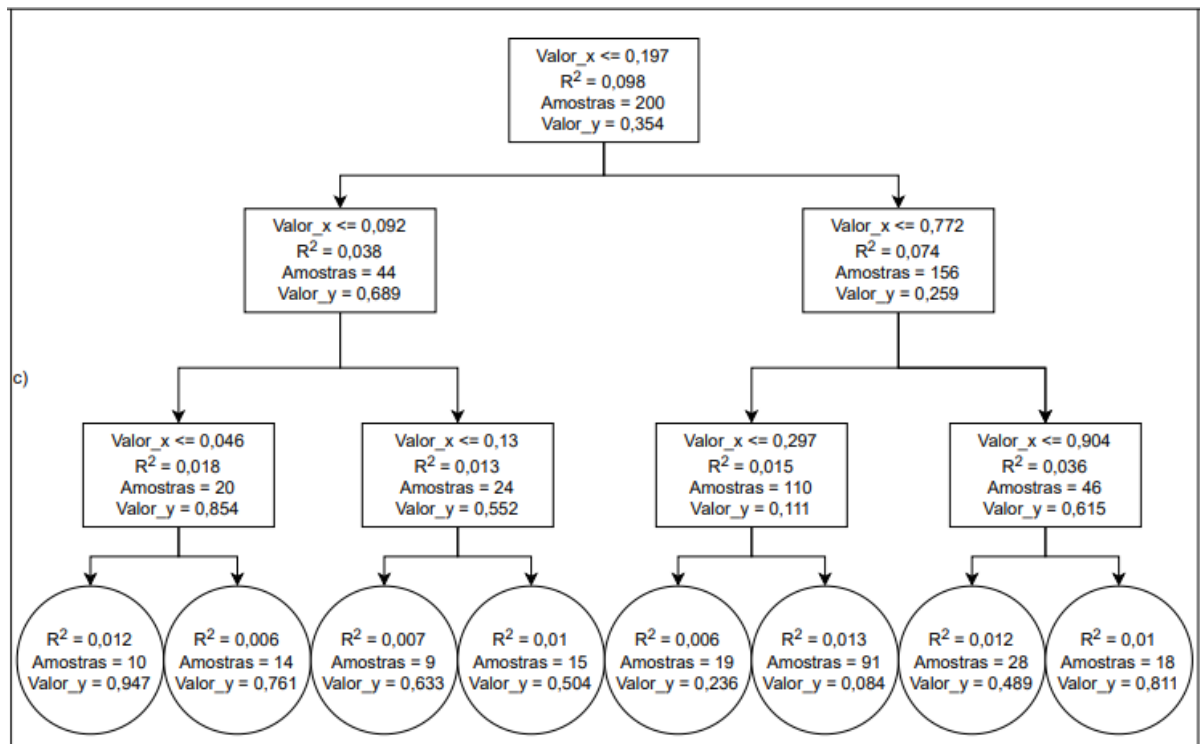 Valor_x <= 0,197
R² = 0,098
Amostras = 200
Valor_y = 0,354
Valor_x <= 0,092
R² = 0,038
Amostras = 44
Valor_y = 0,689
Valor_x <= 0,772
R² = 0,074
Amostras = 156
Valor_y = 0,259
c)
Valor_x <= 0,046
R² = 0,018
Amostras = 20
Valor_y = 0,854
Valor_x <= 0,13
R² = 0,013
Amostras = 24
Valor_y = 0,552
Valor_x <= 0,297
R² = 0,015
Amostras = 110
Valor_y = 0,111
Valor_x <= 0,904
R² = 0,036
Amostras = 46
Valor_y = 0,615
R² = 0,012
Amostras = 10
Valor_y = 0,947
R² = 0,006
Amostras = 14
Valor_y = 0,761
R² = 0,007
Amostras = 9
Valor_y = 0,633
R² = 0,01
Amostras = 15
Valor_y = 0,504
R² = 0,006
Amostras = 19
Valor_y = 0,236
R² = 0,013
Amostras = 91
Valor_y = 0,084
R² = 0,012
Amostras = 28
Valor_y = 0,489
R² = 0,01
Amostras = 18
Valor_y = 0,811